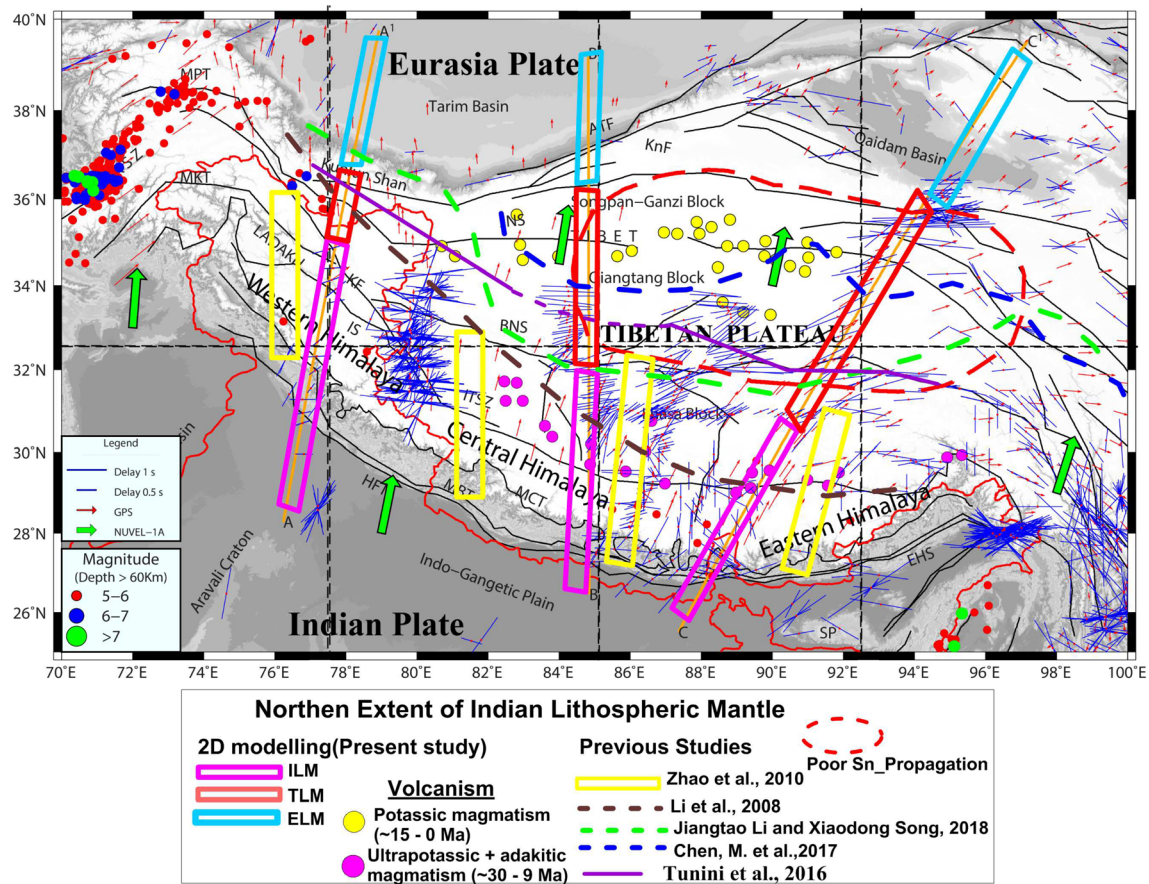 40˚N
38˚N
36˚N
34˚N
32˚N
30˚N
28˚N
26˚N
A¹
B
C¹
Eurasia Plate
MPT
Tarim Basin
ATF
KnF
Qaidam Basin
MKT
Kunlun Shan
Songpan-Ganzi Block
JNS
B E T
LADAKH
KKF
Qiangtang Block
Western Himalaya
IS
BNS
TIBETAN PLATEAU
ITSZ
Lhasa Block
Central Himalaya
MCT
MBT
HFT
Eastern Himalaya
EHS
A
Aravali Craton
Indo-Gangetic Plain
B
Indian Plate
C
SP
Legend
Delay 1 s
Delay 0.5 s
GPS
NUVEL-1A
Magnitude
(Depth > 60Km)
5-6
6-7
>7
70˚E 72˚E 74˚E 76˚E 78˚E 80˚E 82˚E 84˚E 86˚E 88˚E 90˚E 92˚E 94˚E 96˚E 98˚E 100˚E
Northen Extent of Indian Lithospheric Mantle
2D modelling(Present study)
ILM
TLM
ELM
Volcanism
Potassic magmatism
(~15 - 0 Ma)
Ultrapotassic + adakitic
magmatism (~30 - 9 Ma)
Previous Studies
Zhao et al., 2010
Li et al., 2008
Jiangtao Li and Xiaodong Song, 2018
Chen, M. et al.,2017
Tunini et al., 2016
Poor Sn_Propagation